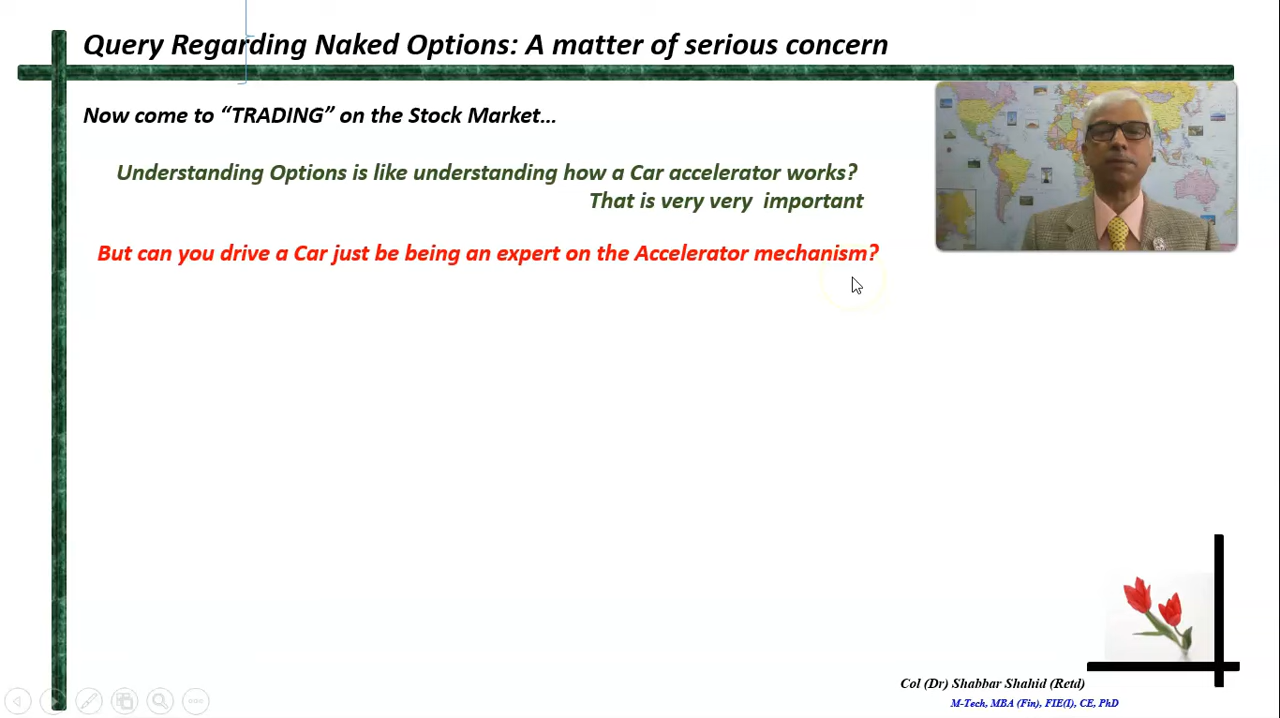 Query Regarding Naked Options: A matter of serious concern
Now come to “TRADING” on the Stock Market…
Understanding Options is like understanding how a Car accelerator works?
That is very very important
But can you drive a Car just be being an expert on the Accelerator mechanism?
Col (Dr) Shabbar Shahid (Retd)
M-Tech, MBA (Fin), FIE(I), CE, PhD